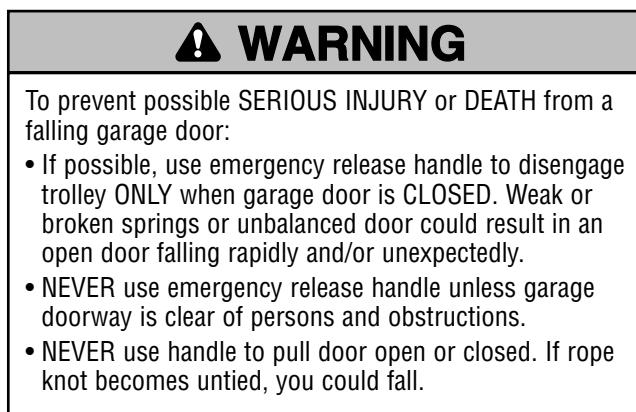 WARNING
To prevent possible SERIOUS INJURY or DEATH from a
falling garage door:
• If possible, use emergency release handle to disengage
trolley ONLY when garage door is CLOSED. Weak or
broken springs or unbalanced door could result in an
open door falling rapidly and/or unexpectedly.
• NEVER use emergency release handle unless garage
doorway is clear of persons and obstructions.
• NEVER use handle to pull door open or closed. If rope
knot becomes untied, you could fall.